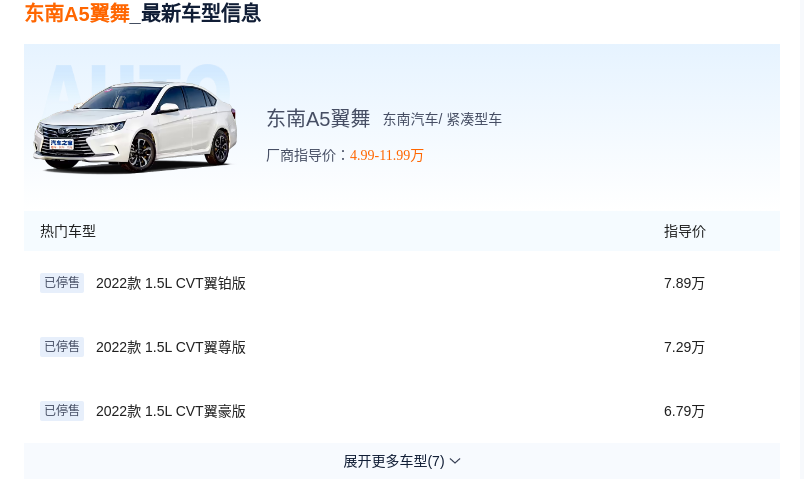 东南A5翼舞_最新车型信息
AUTO
汽车之家
东南A5翼舞 东南汽车/ 紧凑型车
厂商指导价：4.99-11.99万
热门车型 指导价
已停售 2022款 1.5L CVT翼铂版 7.89万
已停售 2022款 1.5L CVT翼尊版 7.29万
已停售 2022款 1.5L CVT翼豪版 6.79万
展开更多车型(7)